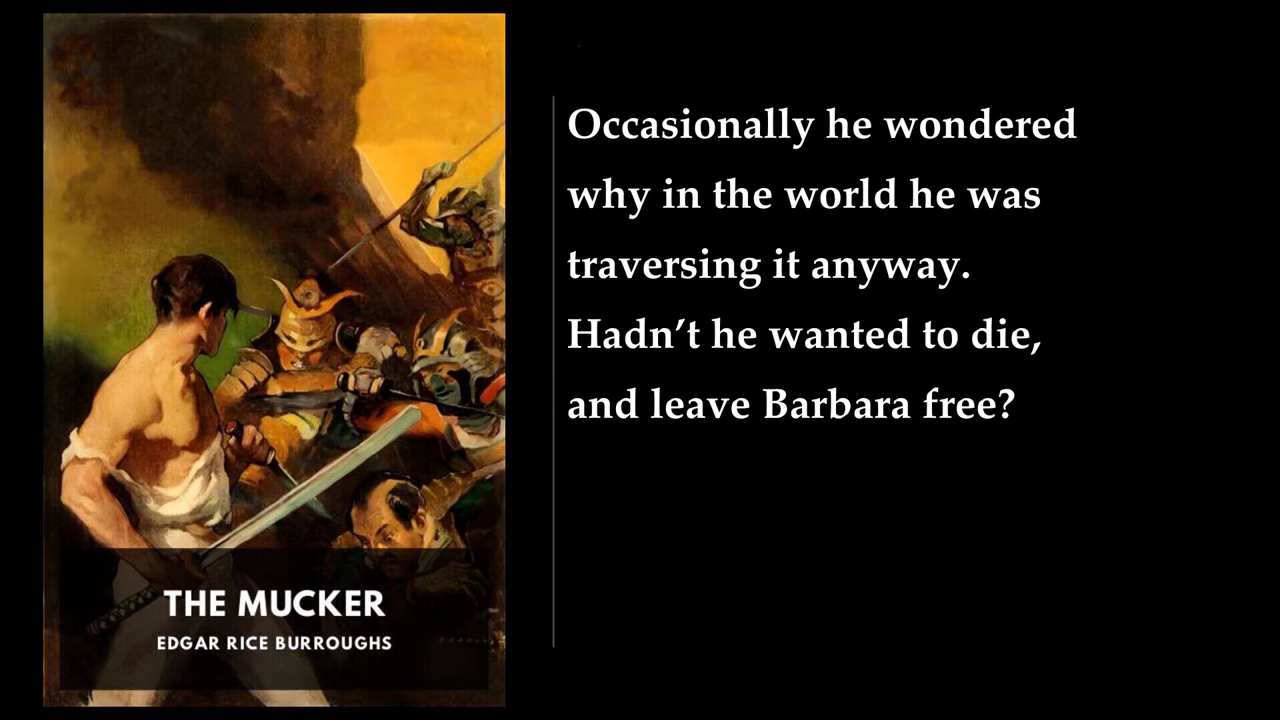 Occasionally he wondered
why in the world he was
traversing it anyway.
Hadn’t he wanted to die,
and leave Barbara free?
THE MUCKER
EDGAR RICE BURROUGHS